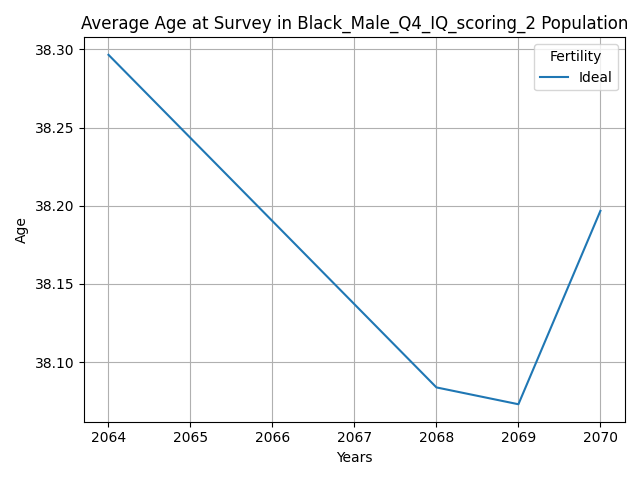 Average Age at Survey in Black_Male_Q4_IQ_scoring_2 Population
38.30
38.25
38.20
38.15
38.10
Age
Fertility
Ideal
2064 2065 2066 2067 2068 2069 2070
Years